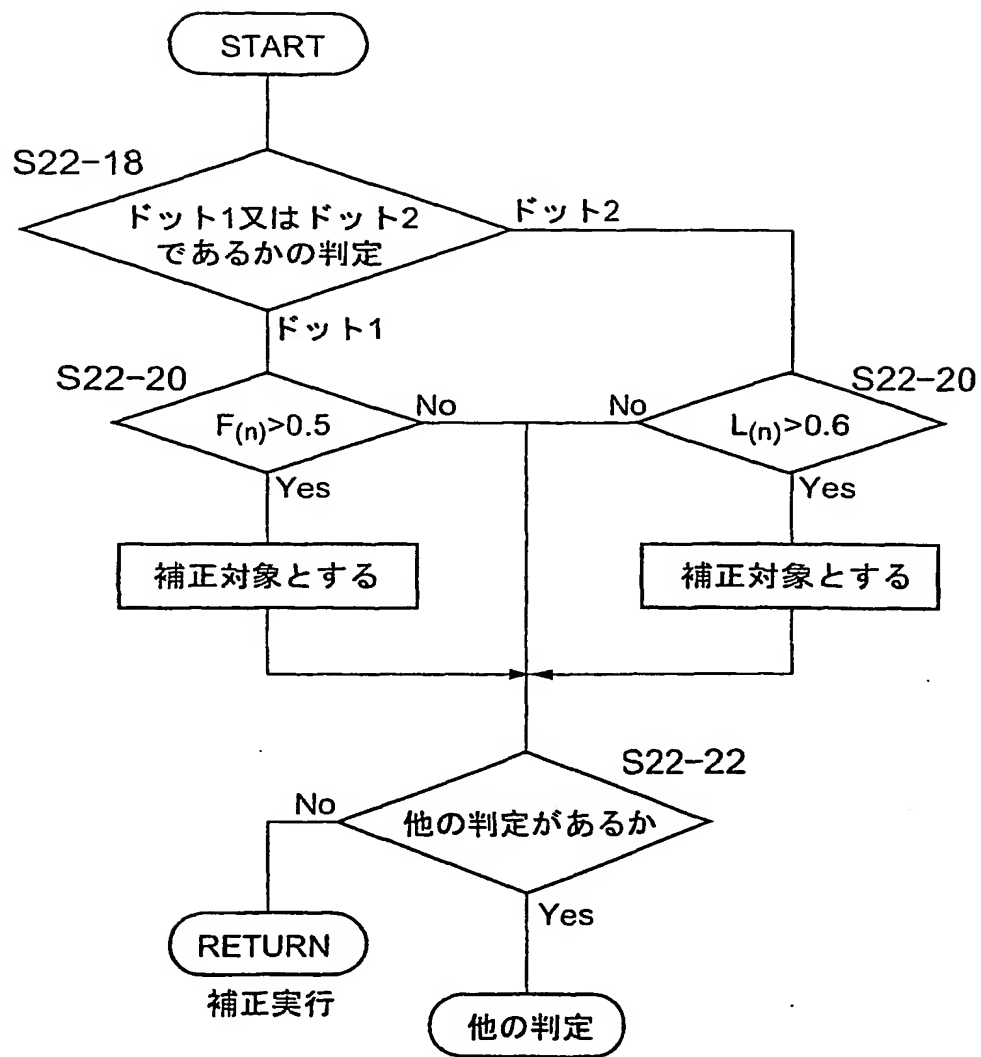 START
S22-18
ドット1又はドット2
であるかの判定
ドット2
ドット1
S22-20
F(n)>0.5
No
No
L(n)>0.6
S22-20
Yes
Yes
補正対象とする
補正対象とする
S22-22
No
他の判定があるか
Yes
RETURN
補正実行
他の判定